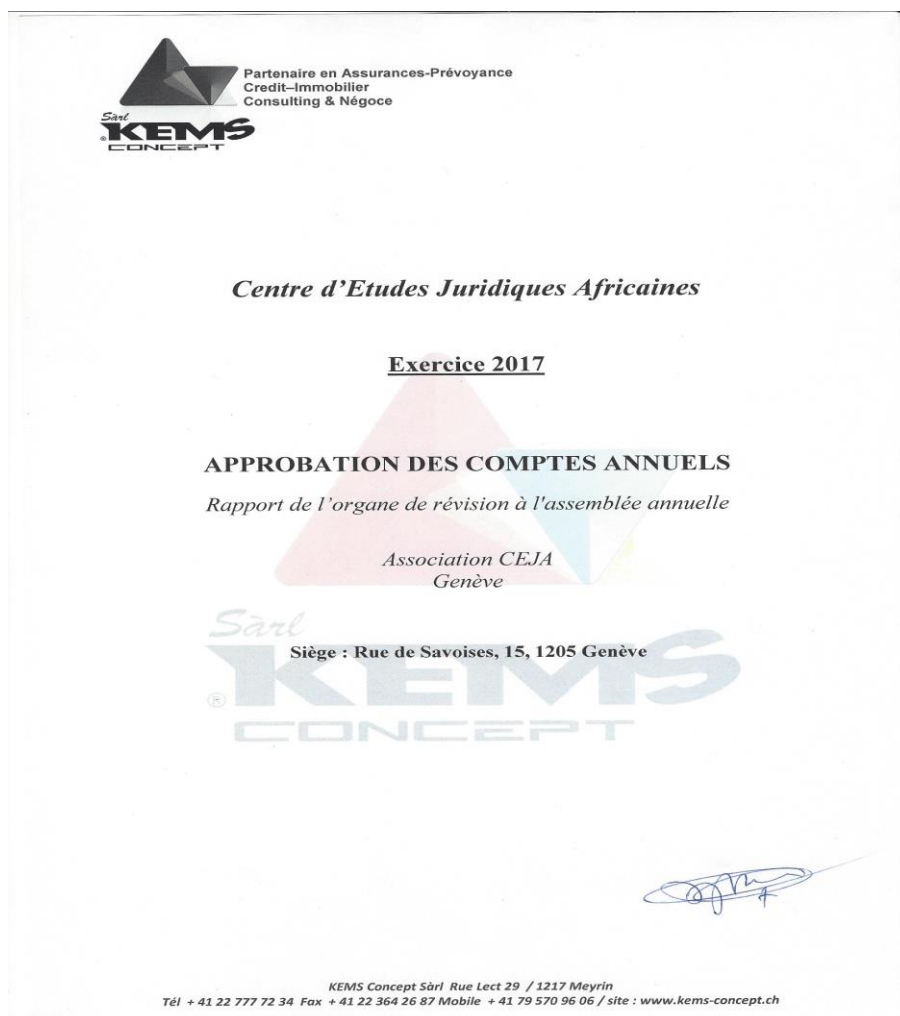 Partenaire en Assurances-Prévoyance
Credit–Immobilier
Consulting & Négoce
Sàrl
® KEMS
CONCEPT
Centre d'Etudes Juridiques Africaines
Exercice 2017
APPROBATION DES COMPTES ANNUELS
Rapport de l'organe de révision à l'assemblée annuelle
Association CEJA
Genève
Sàrl
Siège : Rue de Savoises, 15, 1205 Genève
® KEMS
CONCEPT
KEMS Concept Sàrl Rue Lect 29 / 1217 Meyrin
Tél + 41 22 777 72 34 Fax + 41 22 364 26 87 Mobile + 41 79 570 96 06 / site : www.kems-concept.ch